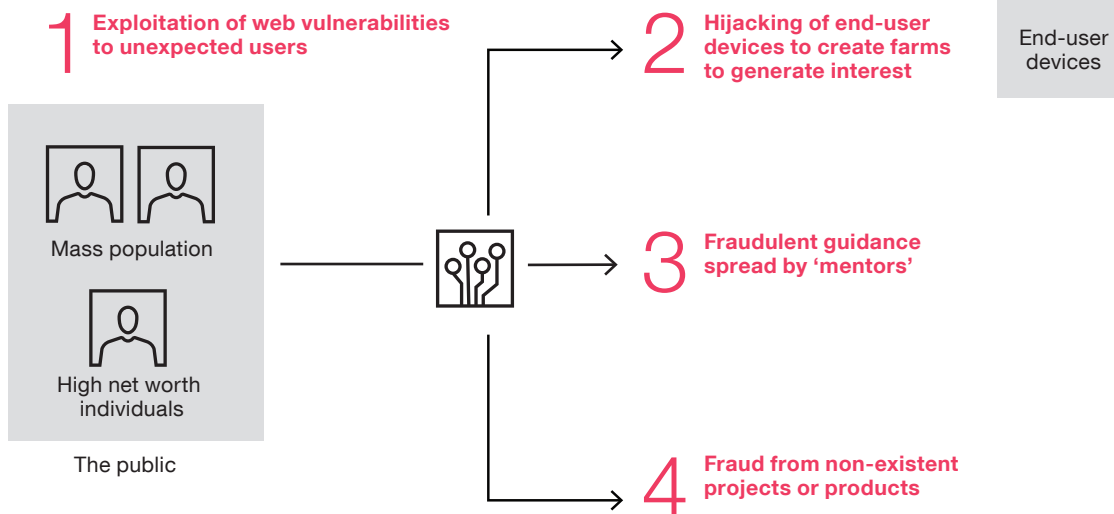 1
Exploitation of web vulnerabilities
to unexpected users
Mass population
High net worth
individuals
The public
2
Hijacking of end-user
devices to create farms
to generate interest
End-user
devices
3
Fraudulent guidance
spread by ‘mentors’
4
Fraud from non-existent
projects or products